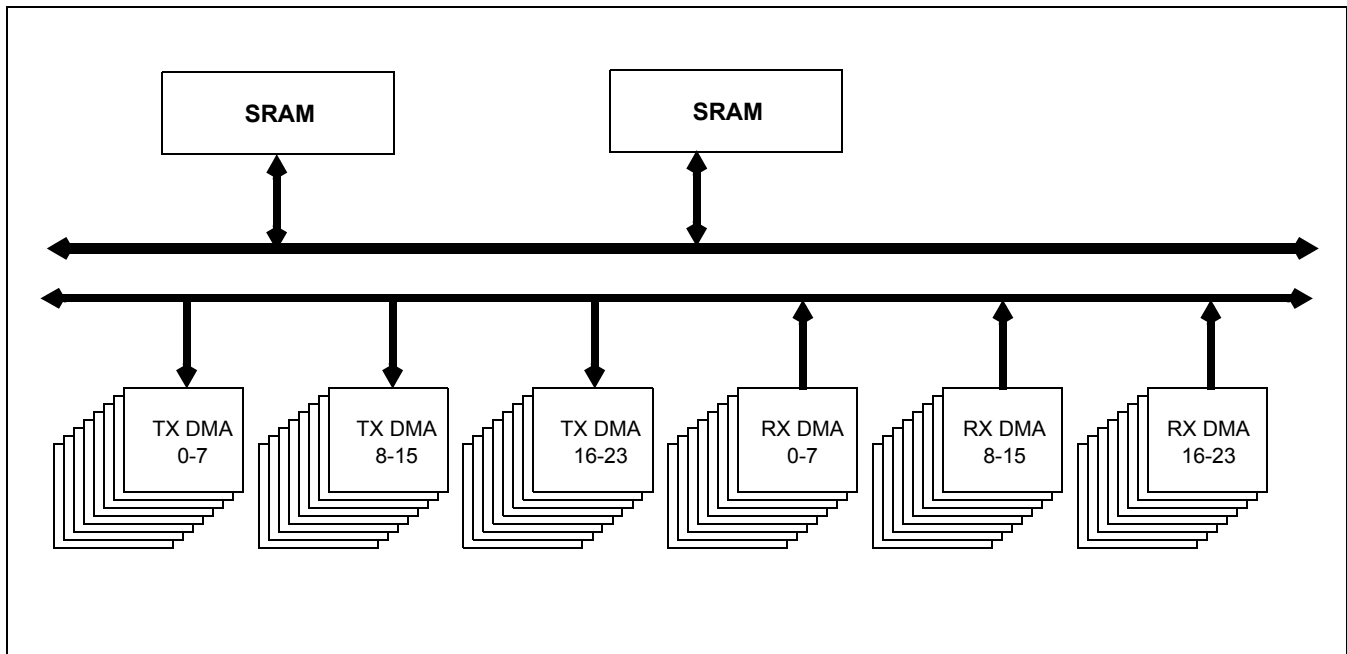 SRAM
SRAM
TX DMA
0-7
TX DMA
8-15
TX DMA
16-23
RX DMA
0-7
RX DMA
8-15
RX DMA
16-23